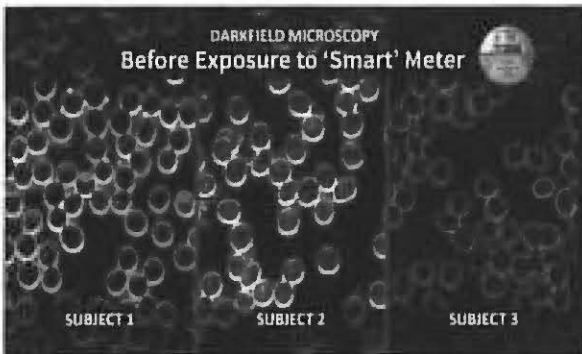 DARKFIELD MICROSCOPY
Before Exposure to 'Smart' Meter
SUBJECT 1
SUBJECT 2
SUBJECT 3